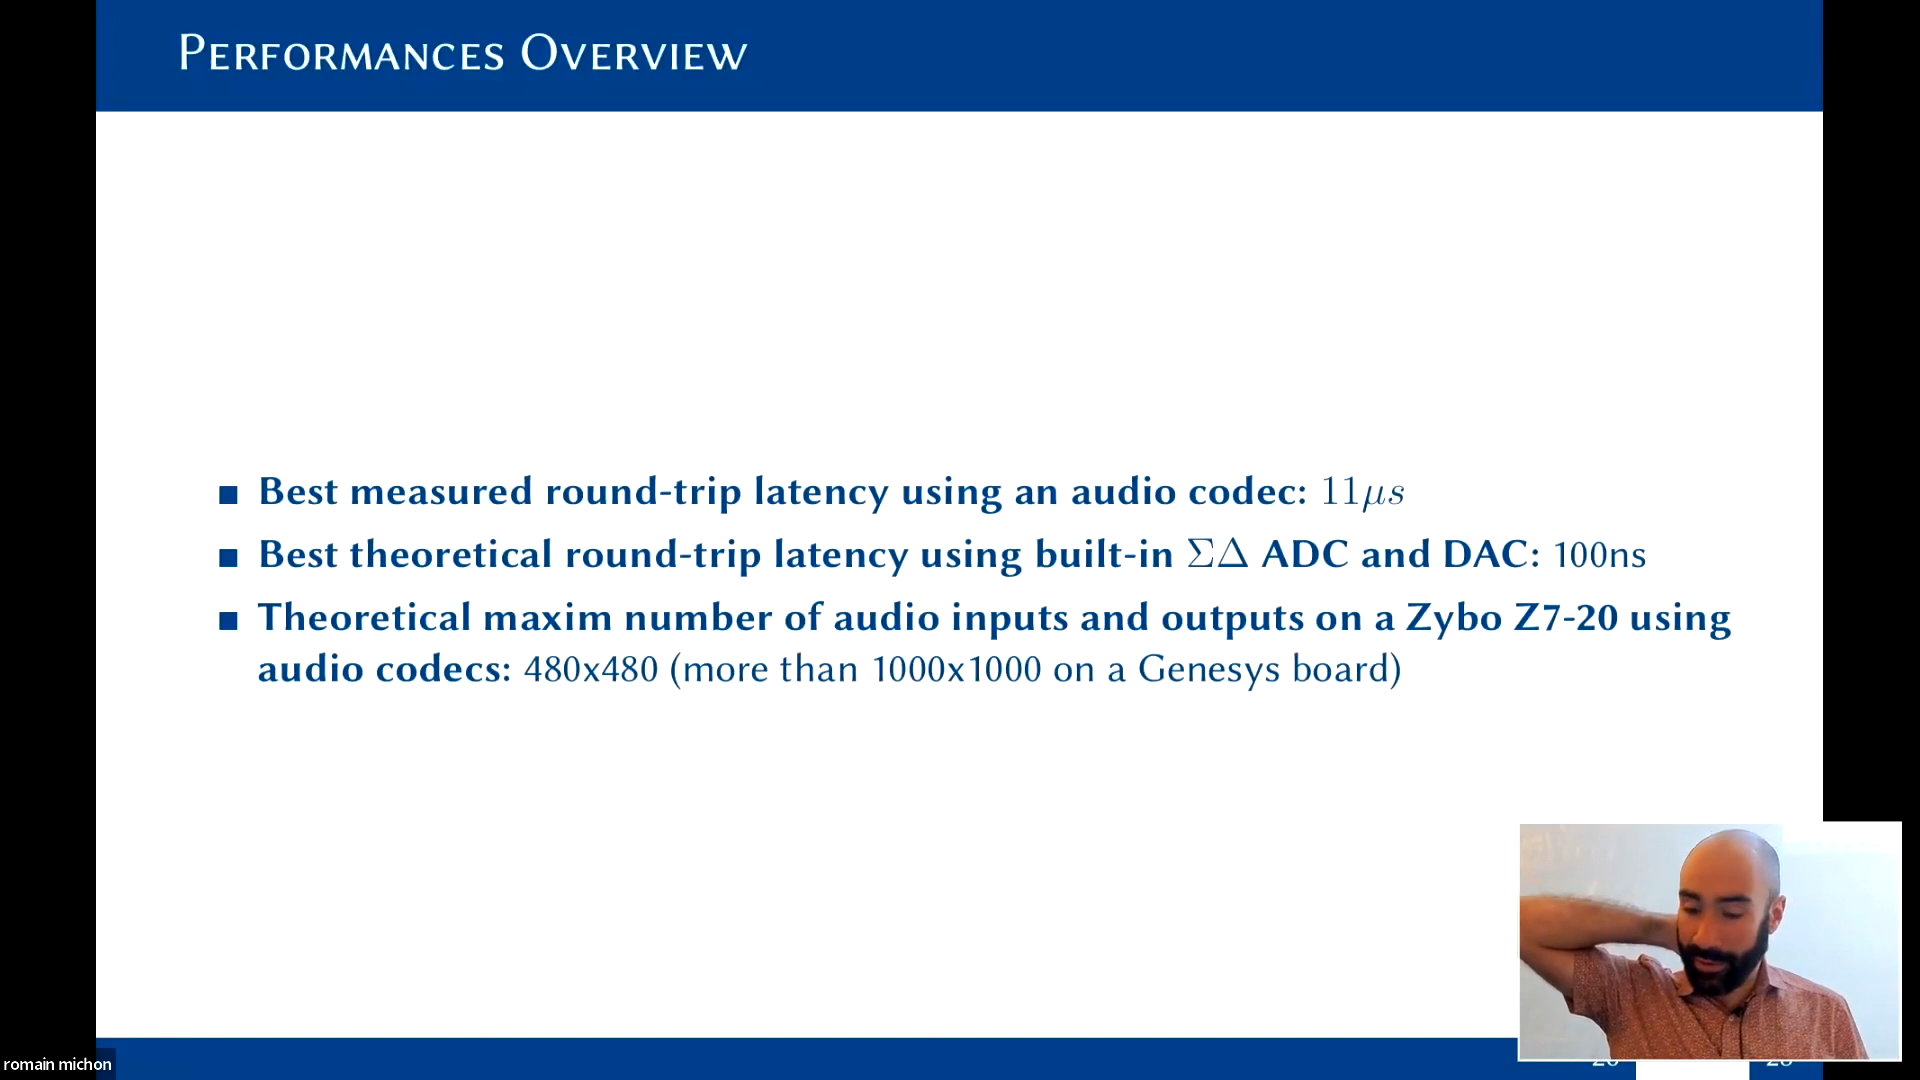 Performances Overview
■ Best measured round-trip latency using an audio codec: 11μs
■ Best theoretical round-trip latency using built-in ΣΔ ADC and DAC: 100ns
■ Theoretical maxim number of audio inputs and outputs on a Zybo Z7-20 using
audio codecs: 480x480 (more than 1000x1000 on a Genesys board)
romain michon